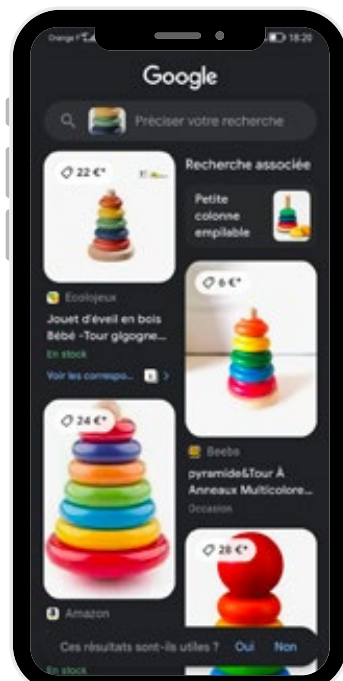 Orange F
18:20
Google
Préciser votre recherche
22 €*
Ecolojeux
Jouet d'éveil en bois
Bébé -Tour gigogne...
En stock
Voir les correspo...
24 €*
Amazon
En stock
Recherche associée
Petite
colonne
empilable
6 €*
Beebs
pyramide&Tour À
Anneaux Multicolore...
Occasion
28 €*
Ces résultats sont-ils utiles ?
Oui
Non